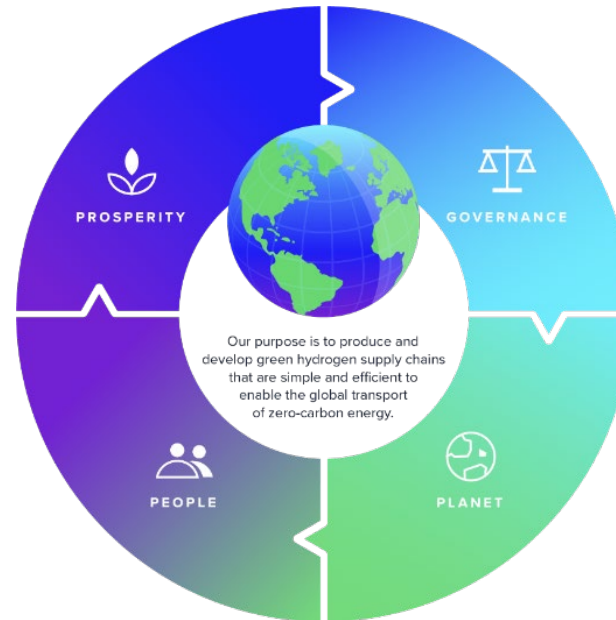 PROSPERITY
GOVERNANCE
Our purpose is to produce and
develop green hydrogen supply chains
that are simple and efficient to
enable the global transport
of zero-carbon energy.
PEOPLE
PLANET